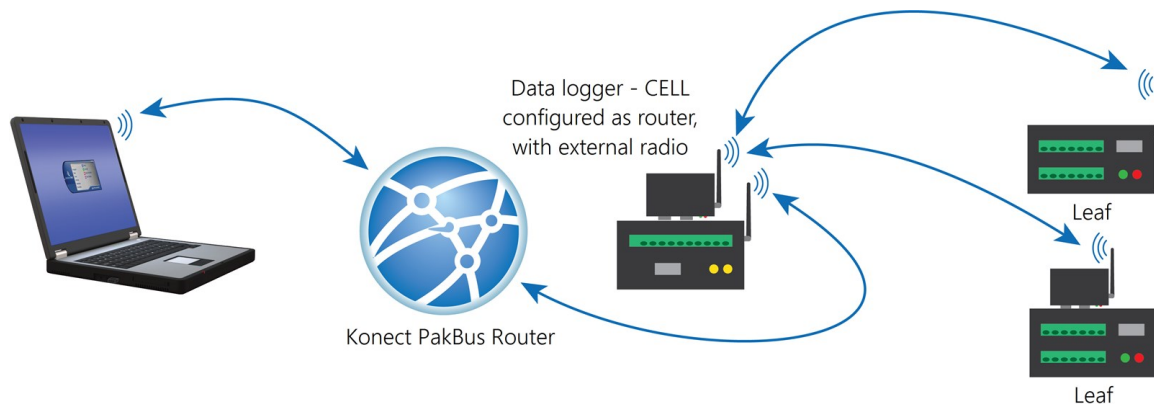 Data logger - CELL
configured as router,
with external radio
Konect PakBus Router
Leaf
Leaf